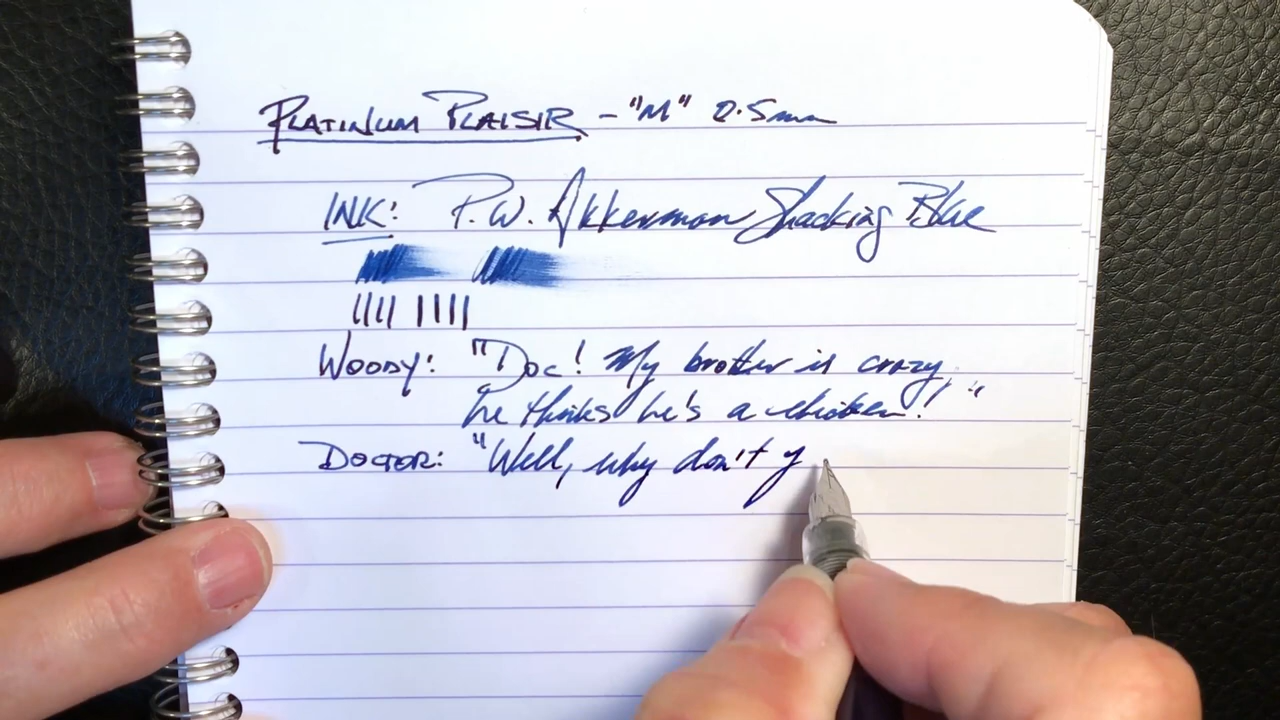 PLATINUM PLAISIR - "M" 0.5mm
INK: P.W. Akkerman Shocking Blue
WOODY: "Doc! My brother is crazy,
he thinks he's a chicken!"
DOCTOR: "Well, why don't y